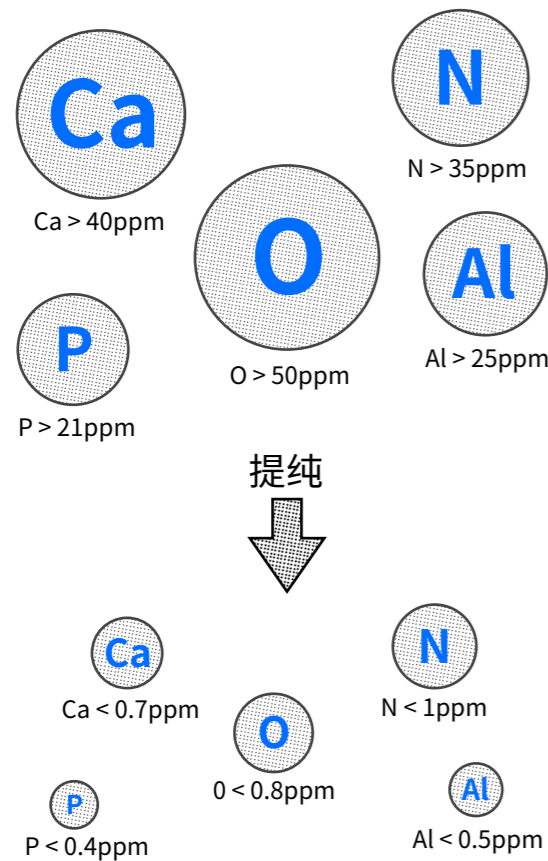 Ca
Ca > 40ppm
N
N > 35ppm
O
O > 50ppm
Al
Al > 25ppm
P
P > 21ppm
提纯
Ca
Ca < 0.7ppm
N
N < 1ppm
O
0 < 0.8ppm
P
P < 0.4ppm
Al
Al < 0.5ppm